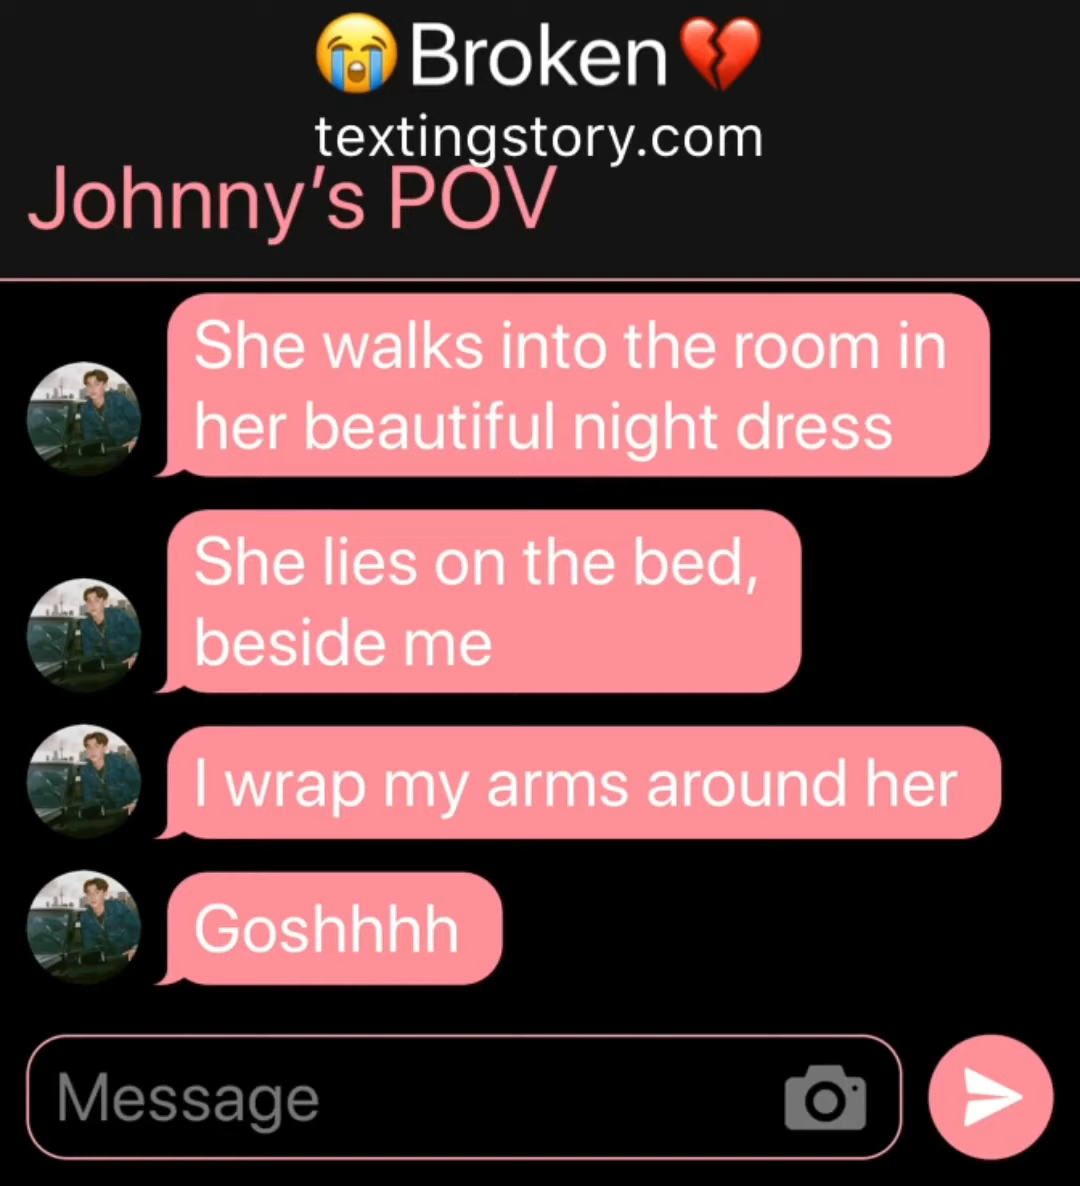 😭Broken💔
textingstory.com
Johnny’s POV
She walks into the room in
her beautiful night dress
She lies on the bed,
beside me
I wrap my arms around her
Goshhhh
Message